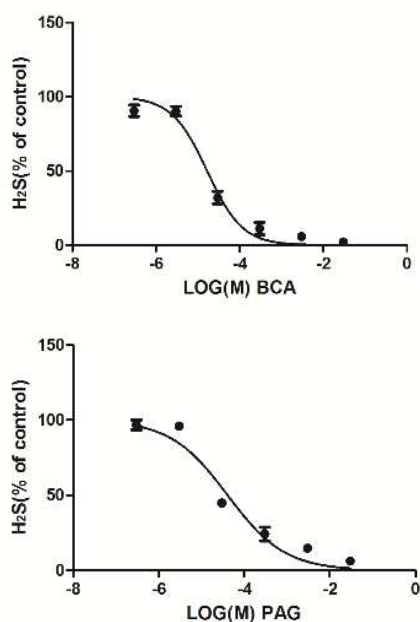 150
100
50
0
H₂S(% of control)
-8 -6 -4 -2 0
LOG(M) BCA
150
100
50
0
H₂S(% of control)
-8 -6 -4 -2 0
LOG(M) PAG